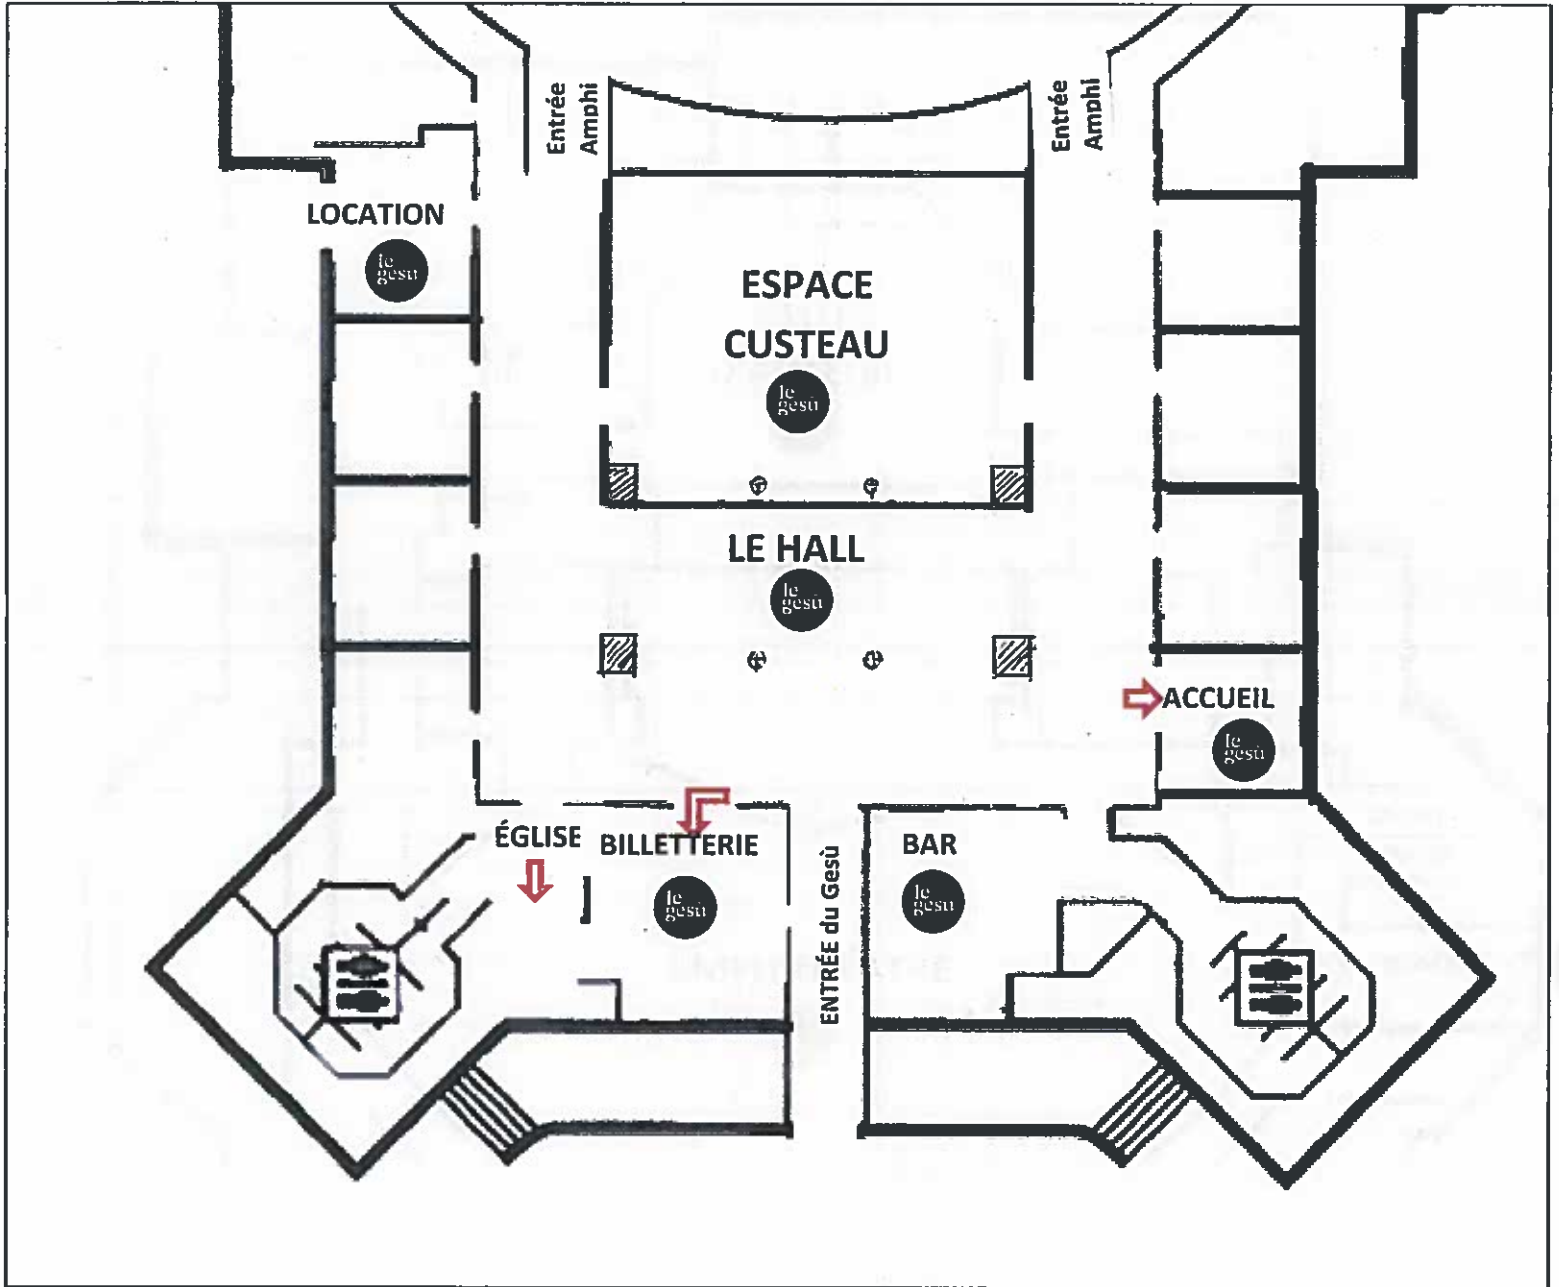 Entrée
Amphi
Entrée
Amphi
LOCATION
le
gesù
ESPACE
CUSTEAU
le
gesù
LE HALL
le
gesù
ACCUEIL
le
gesù
ÉGLISE
BILLETTERIE
le
gesù
ENTRÉE du Gesù
BAR
le
gesù